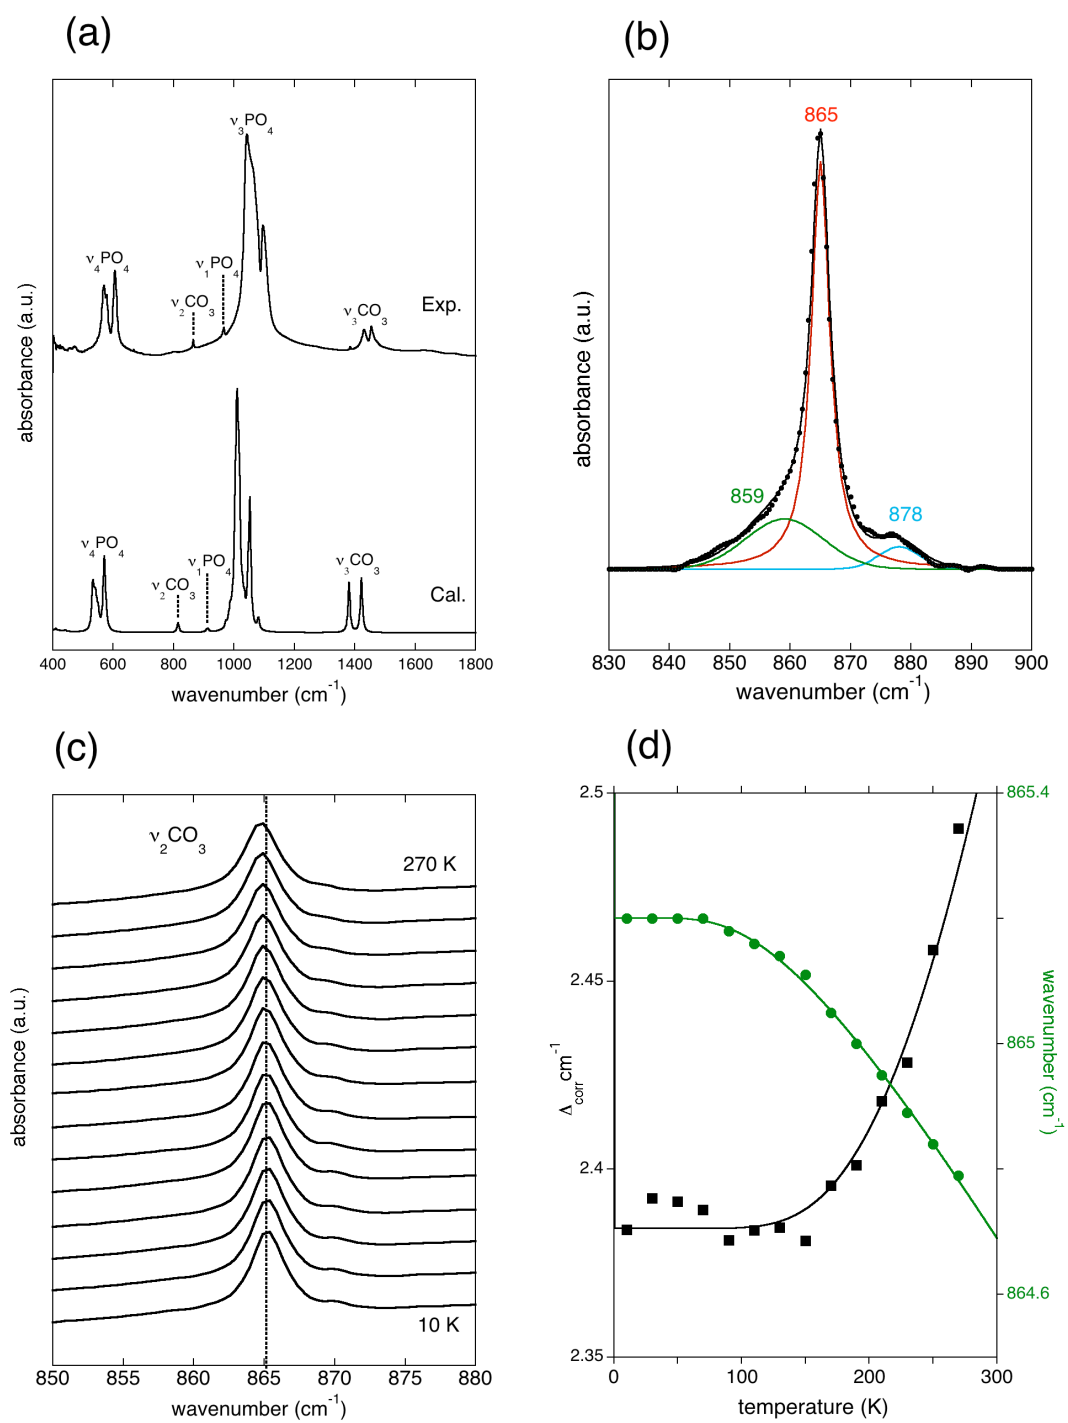 (a)
ν3PO4
ν4PO4
ν1PO4
ν2CO3
ν3CO3
Exp.
ν4PO4
ν1PO4
ν2CO3
ν3CO3
Cal.
absorbance (a.u.)
400 600 800 1000 1200 1400 1600 1800
wavenumber (cm-1)
(b)
865
859
878
absorbance (a.u.)
830 840 850 860 870 880 890 900
wavenumber (cm-1)
(c)
ν2CO3
270 K
10 K
absorbance (a.u.)
850 855 860 865 870 875 880
wavenumber (cm-1)
(d)
2.5
2.45
2.4
2.35
Δcorr cm-1
865.4
865
864.6
wavenumber (cm-1)
0 100 200 300
temperature (K)